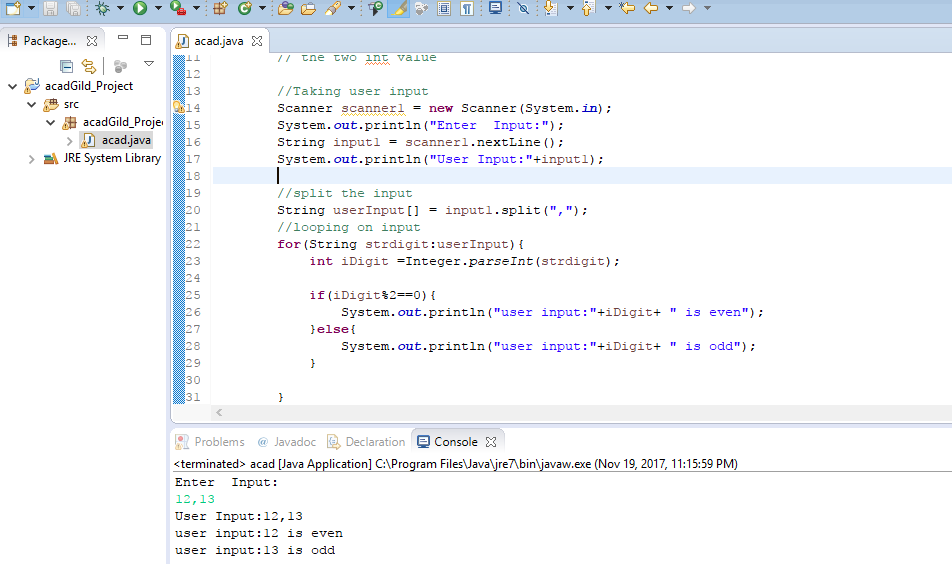 Package...
acadGild_Project
src
acadGild_Proje
acad.java
JRE System Library
acad.java
11 // the two int value
12
13 //Taking user input
14 Scanner scanner1 = new Scanner(System.in);
15 System.out.println("Enter  Input:");
16 String input1 = scanner1.nextLine();
17 System.out.println("User Input:"+input1);
18
19 //split the input
20 String userInput[] = input1.split(",");
21 //looping on input
22 for(String strdigit:userInput){
23 int iDigit =Integer.parseInt(strdigit);
24
25 if(iDigit%2==0){
26 System.out.println("user input:"+iDigit+ " is even");
27 }else{
28 System.out.println("user input:"+iDigit+ " is odd");
29 }
30
31 }
Problems @ Javadoc Declaration Console
<terminated> acad [Java Application] C:\Program Files\Java\jre7\bin\javaw.exe (Nov 19, 2017, 11:15:59 PM)
Enter  Input:
12,13
User Input:12,13
user input:12 is even
user input:13 is odd